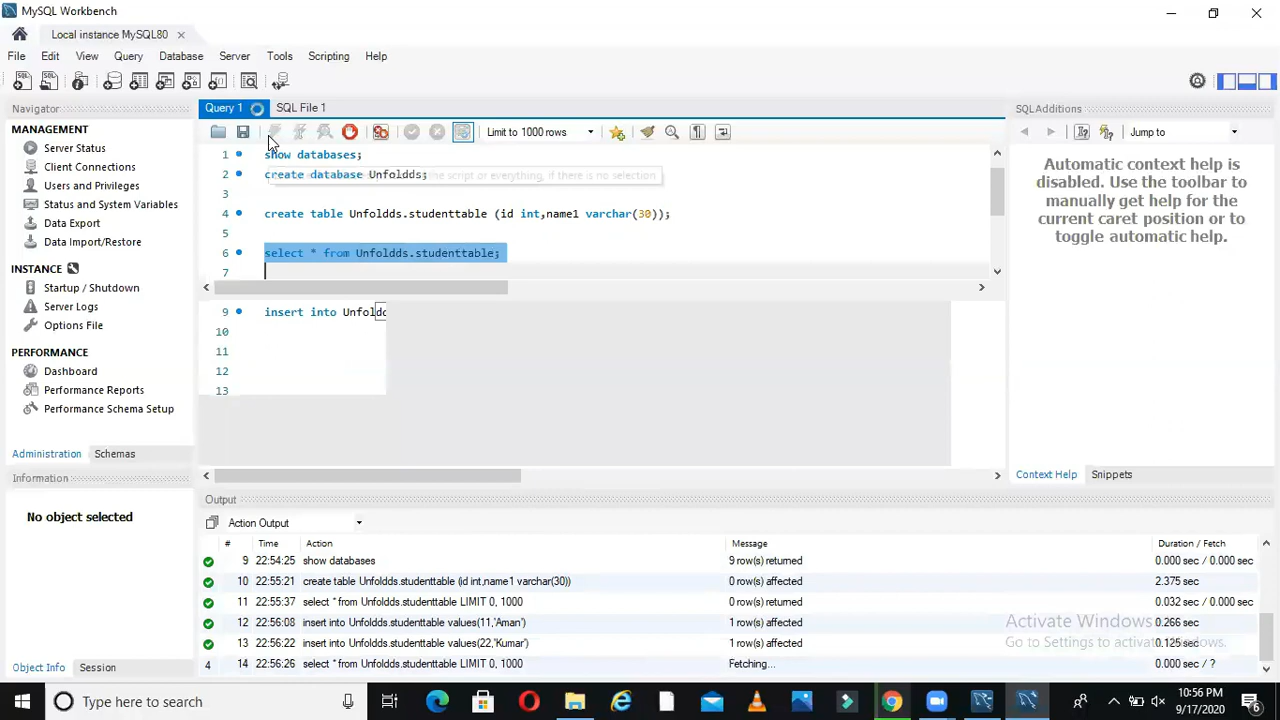 MySQL Workbench
Local instance MySQL80
File Edit View Query Database Server Tools Scripting Help
Navigator
MANAGEMENT
Server Status
Client Connections
Users and Privileges
Status and System Variables
Data Export
Data Import/Restore
INSTANCE
Startup / Shutdown
Server Logs
Options File
PERFORMANCE
Dashboard
Performance Reports
Performance Schema Setup
Administration Schemas
Information
No object selected
Object Info Session
Query 1 SQL File 1
Limit to 1000 rows
1 show databases;
2 create database Unfoldds;
the script or everything, if there is no selection
3
4 create table Unfoldds.studenttable (id int,name1 varchar(30));
5
6 select * from Unfoldds.studenttable;
7
9 insert into Unfoldd
10
11
12
13
SQLAdditions
Jump to
Automatic context help is
disabled. Use the toolbar to
manually get help for the
current caret position or to
toggle automatic help.
Context Help Snippets
Output
Action Output
# Time Action Message Duration / Fetch
9 22:54:25 show databases 9 row(s) returned 0.000 sec / 0.000 sec
10 22:55:21 create table Unfoldds.studenttable (id int,name1 varchar(30)) 0 row(s) affected 2.375 sec
11 22:55:37 select * from Unfoldds.studenttable LIMIT 0, 1000 0 row(s) returned 0.032 sec / 0.000 sec
12 22:56:08 insert into Unfoldds.studenttable values(11,'Aman') 1 row(s) affected 0.266 sec
13 22:56:22 insert into Unfoldds.studenttable values(22,'Kumar') 1 row(s) affected 0.125 sec
4 14 22:56:26 select * from Unfoldds.studenttable LIMIT 0, 1000 Fetching... 0.000 sec / ?
Activate Windows
Go to Settings to activate Windows.
Type here to search
10:56 PM
9/17/2020
6